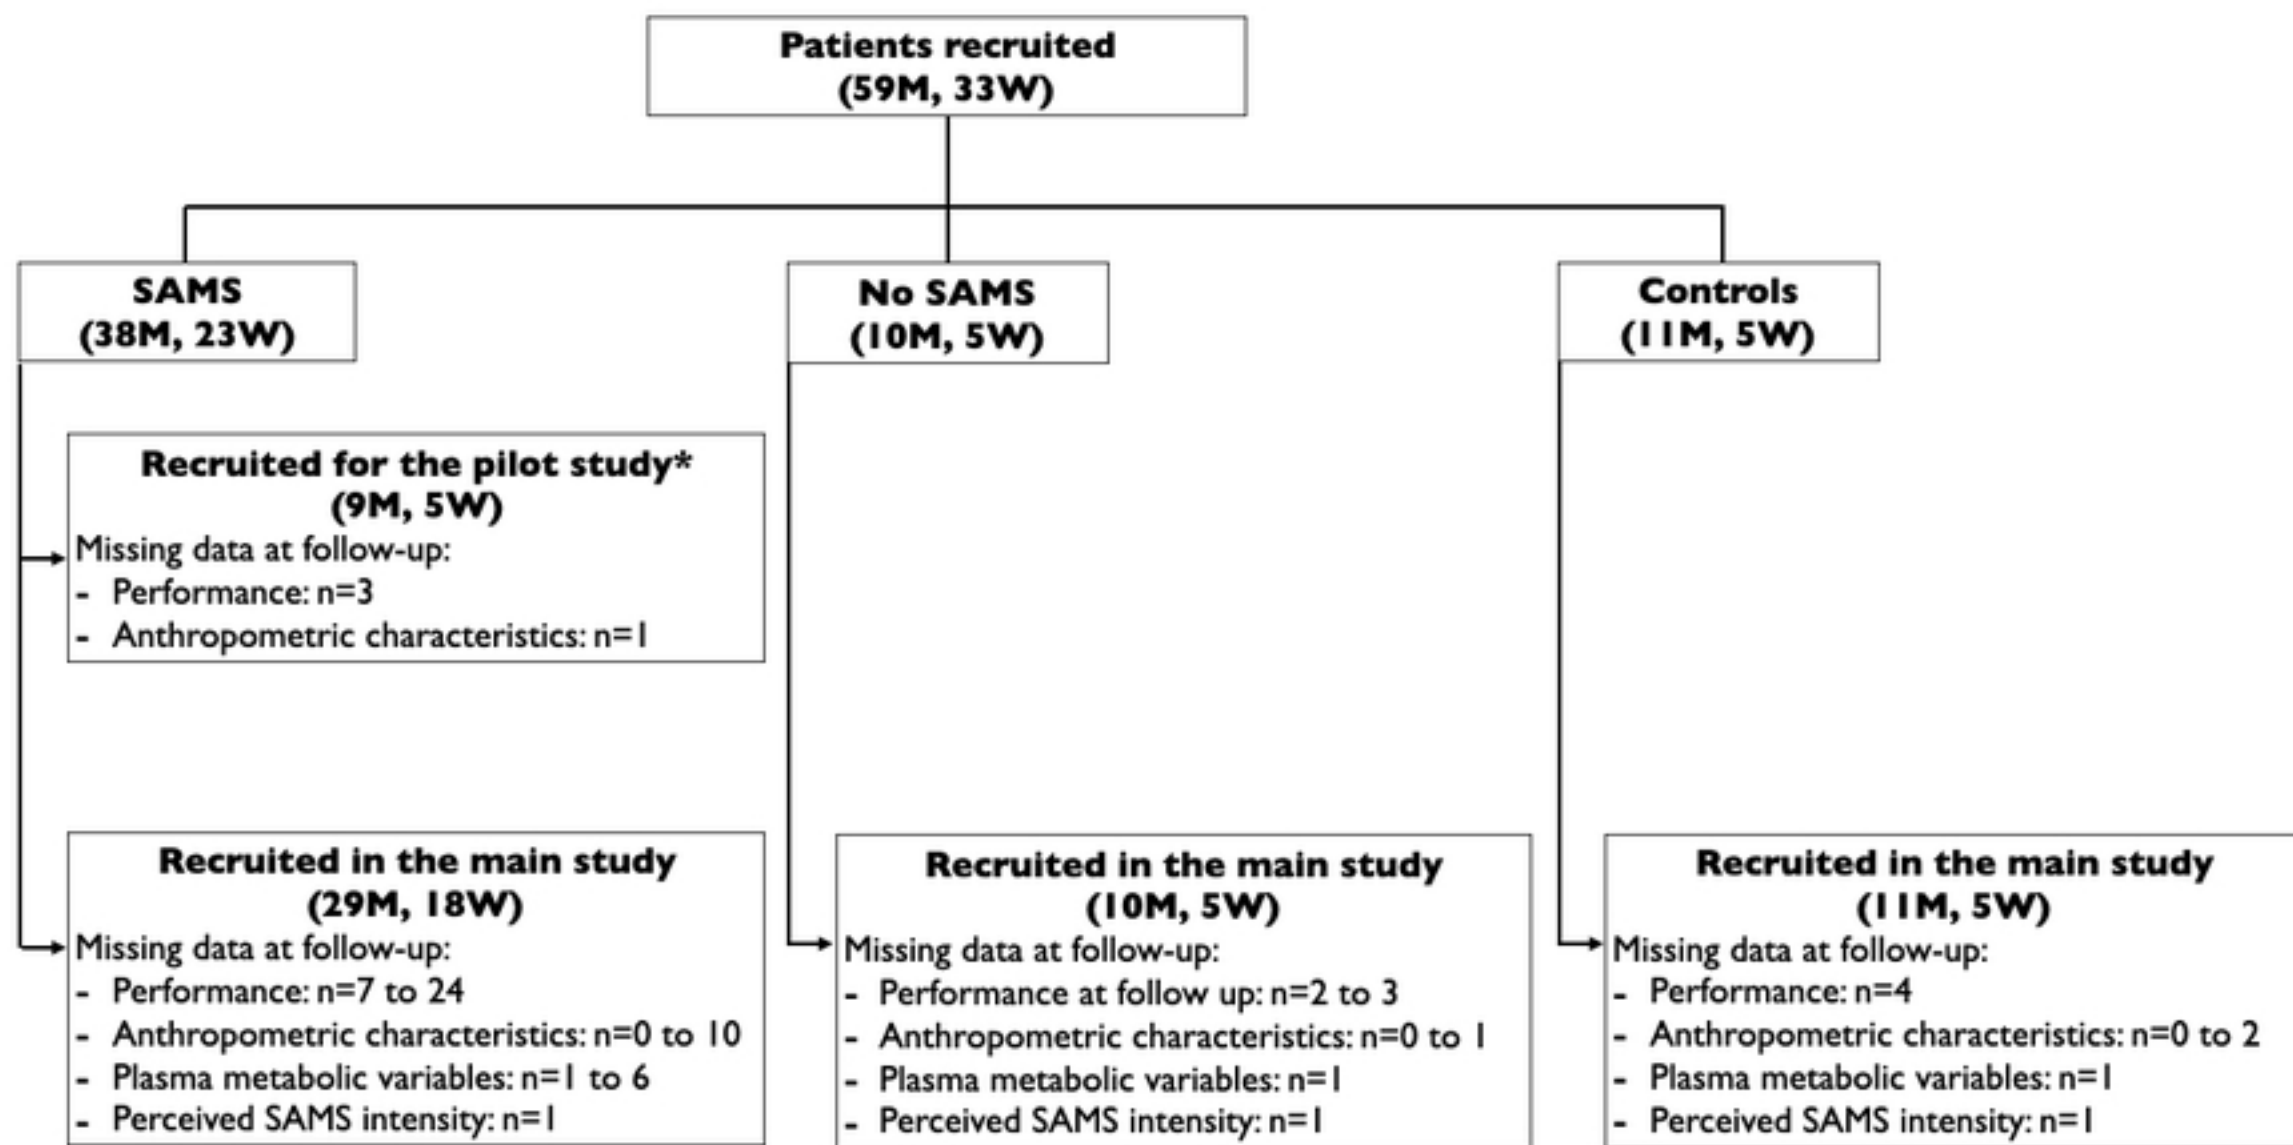 Patients recruited
(59M, 33W)
SAMS
(38M, 23W)
No SAMS
(10M, 5W)
Controls
(11M, 5W)
Recruited for the pilot study*
(9M, 5W)
Missing data at follow-up:
- Performance: n=3
- Anthropometric characteristics: n=1
Recruited in the main study
(29M, 18W)
Missing data at follow-up:
- Performance: n=7 to 24
- Anthropometric characteristics: n=0 to 10
- Plasma metabolic variables: n=1 to 6
- Perceived SAMS intensity: n=1
Recruited in the main study
(10M, 5W)
Missing data at follow-up:
- Performance at follow up: n=2 to 3
- Anthropometric characteristics: n=0 to 1
- Plasma metabolic variables: n=1
- Perceived SAMS intensity: n=1
Recruited in the main study
(11M, 5W)
Missing data at follow-up:
- Performance: n=4
- Anthropometric characteristics: n=0 to 2
- Plasma metabolic variables: n=1
- Perceived SAMS intensity: n=1